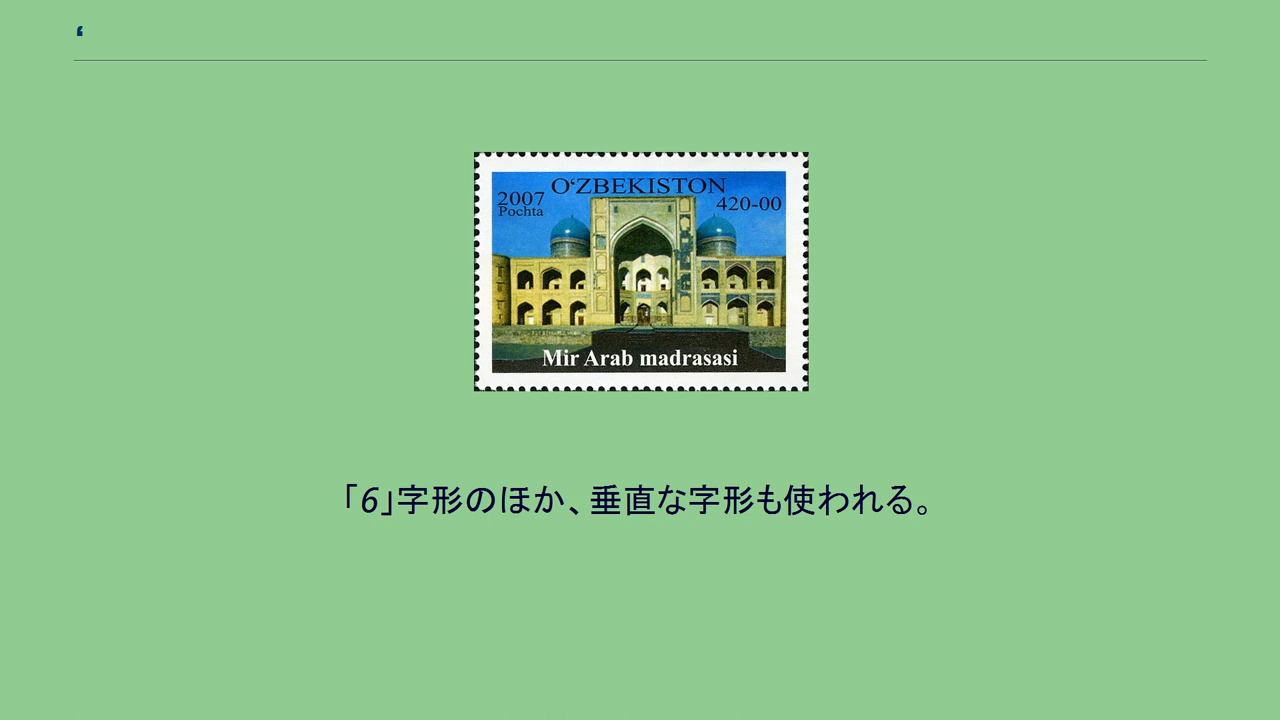 ‘
O‘ZBEKISTON
2007
Pochta
420-00
Mir Arab madrasasi
「6」字形のほか、垂直な字形も使われる。